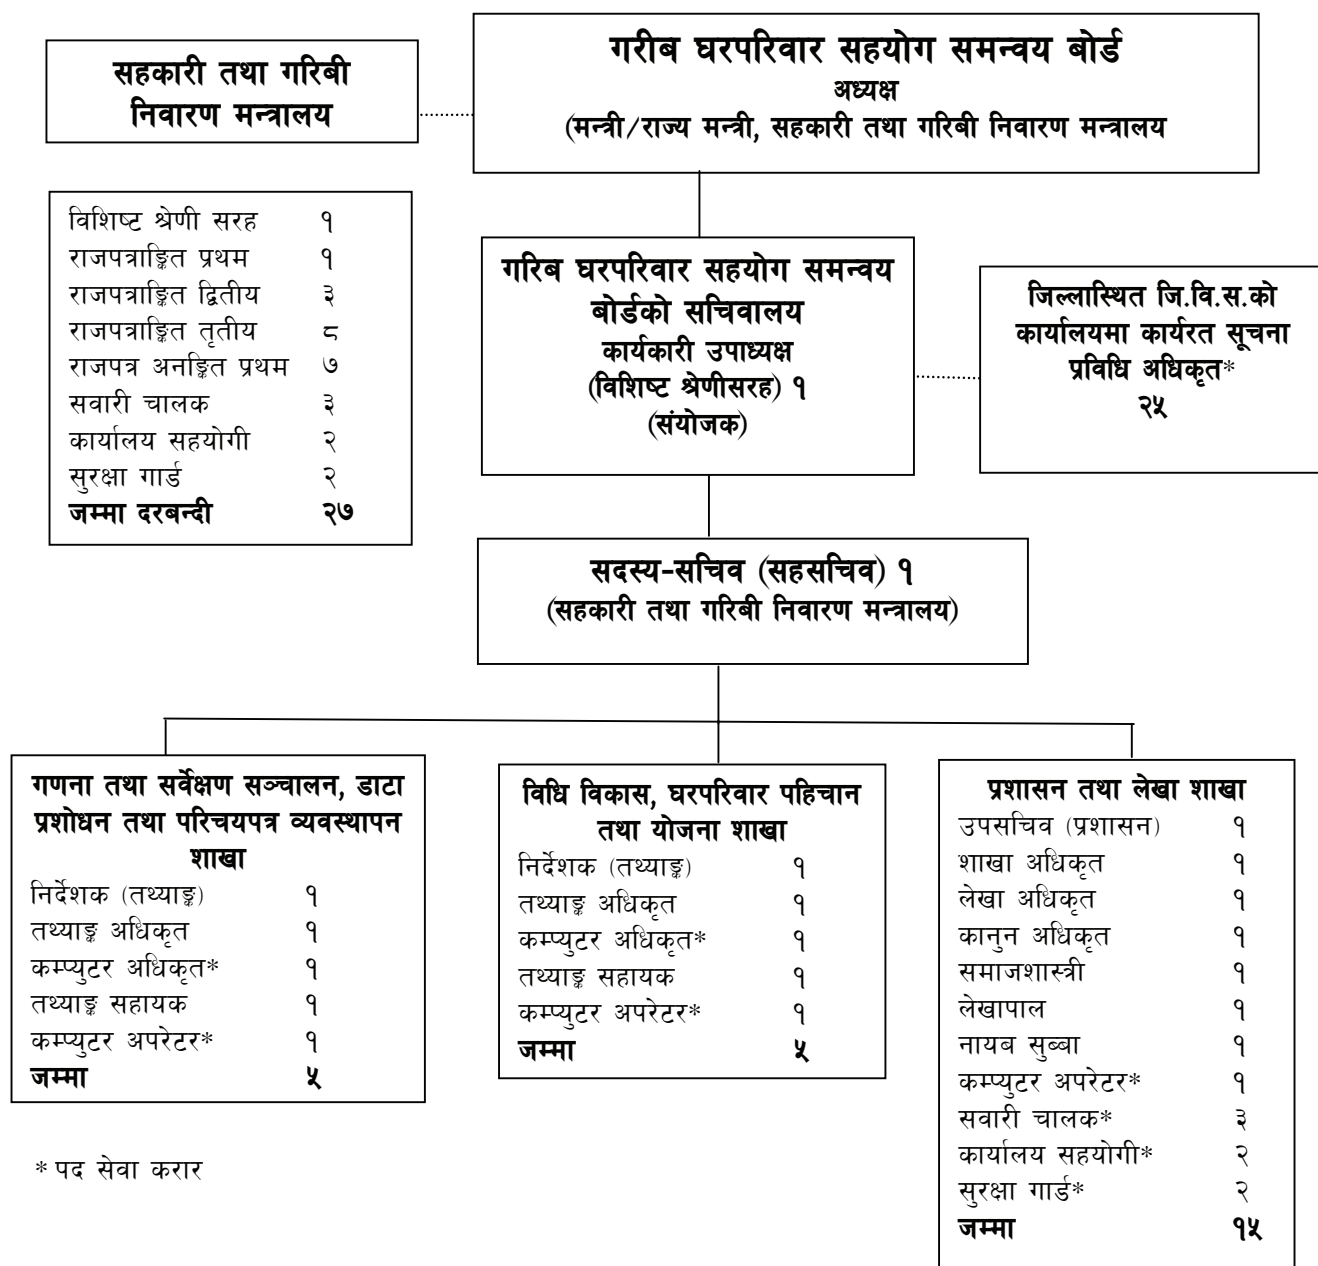 सहकारी तथा गरिबी
निवारण मन्त्रालय
गरीब घरपरिवार सहयोग समन्वय बोर्ड
अध्यक्ष
(मन्त्री/राज्य मन्त्री, सहकारी तथा गरिबी निवारण मन्त्रालय
विशिष्ट श्रेणी सरह १
राजपत्राङ्कित प्रथम १
राजपत्राङ्कित द्वितीय ३
राजपत्राङ्कित तृतीय ८
राजपत्र अनङ्कित प्रथम ७
सवारी चालक ३
कार्यालय सहयोगी २
सुरक्षा गार्ड २
जम्मा दरबन्दी २७
गरिब घरपरिवार सहयोग समन्वय
बोर्डको सचिवालय
कार्यकारी उपाध्यक्ष
(विशिष्ट श्रेणीसरह) १
(संयोजक)
जिल्लास्थित जि.वि.स.को
कार्यालयमा कार्यरत सूचना
प्रविधि अधिकृत*
२५
सदस्य-सचिव (सहसचिव) १
(सहकारी तथा गरिबी निवारण मन्त्रालय)
गणना तथा सर्वेक्षण सञ्चालन, डाटा
प्रशोधन तथा परिचयपत्र व्यवस्थापन
शाखा
निर्देशक (तथ्याङ्क) १
तथ्याङ्क अधिकृत १
कम्प्युटर अधिकृत* १
तथ्याङ्क सहायक १
कम्प्युटर अपरेटर* १
जम्मा ५
विधि विकास, घरपरिवार पहिचान
तथा योजना शाखा
निर्देशक (तथ्याङ्क) १
तथ्याङ्क अधिकृत १
कम्प्युटर अधिकृत* १
तथ्याङ्क सहायक १
कम्प्युटर अपरेटर* १
जम्मा ५
प्रशासन तथा लेखा शाखा
उपसचिव (प्रशासन) १
शाखा अधिकृत १
लेखा अधिकृत १
कानुन अधिकृत १
समाजशास्त्री १
लेखापाल १
नायब सुब्बा १
कम्प्युटर अपरेटर* १
सवारी चालक* ३
कार्यालय सहयोगी* २
सुरक्षा गार्ड* २
जम्मा १५
* पद सेवा करार